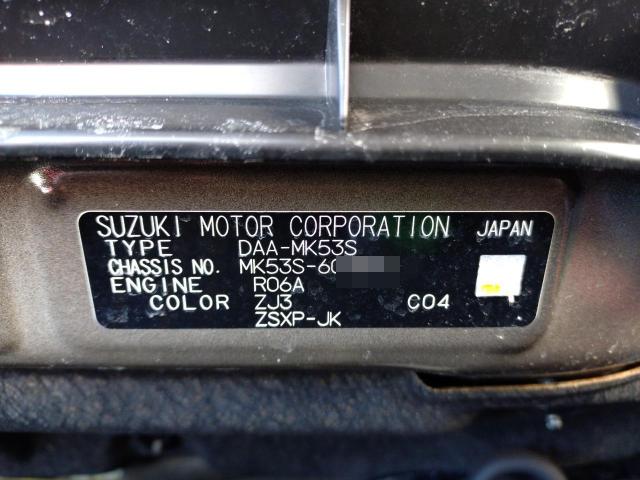 SUZUKI MOTOR CORPORATION JAPAN
TYPE DAA-MK53S
CHASSIS NO. MK53S-60
ENGINE R06A
COLOR ZJ3 C04
ZSXP-JK